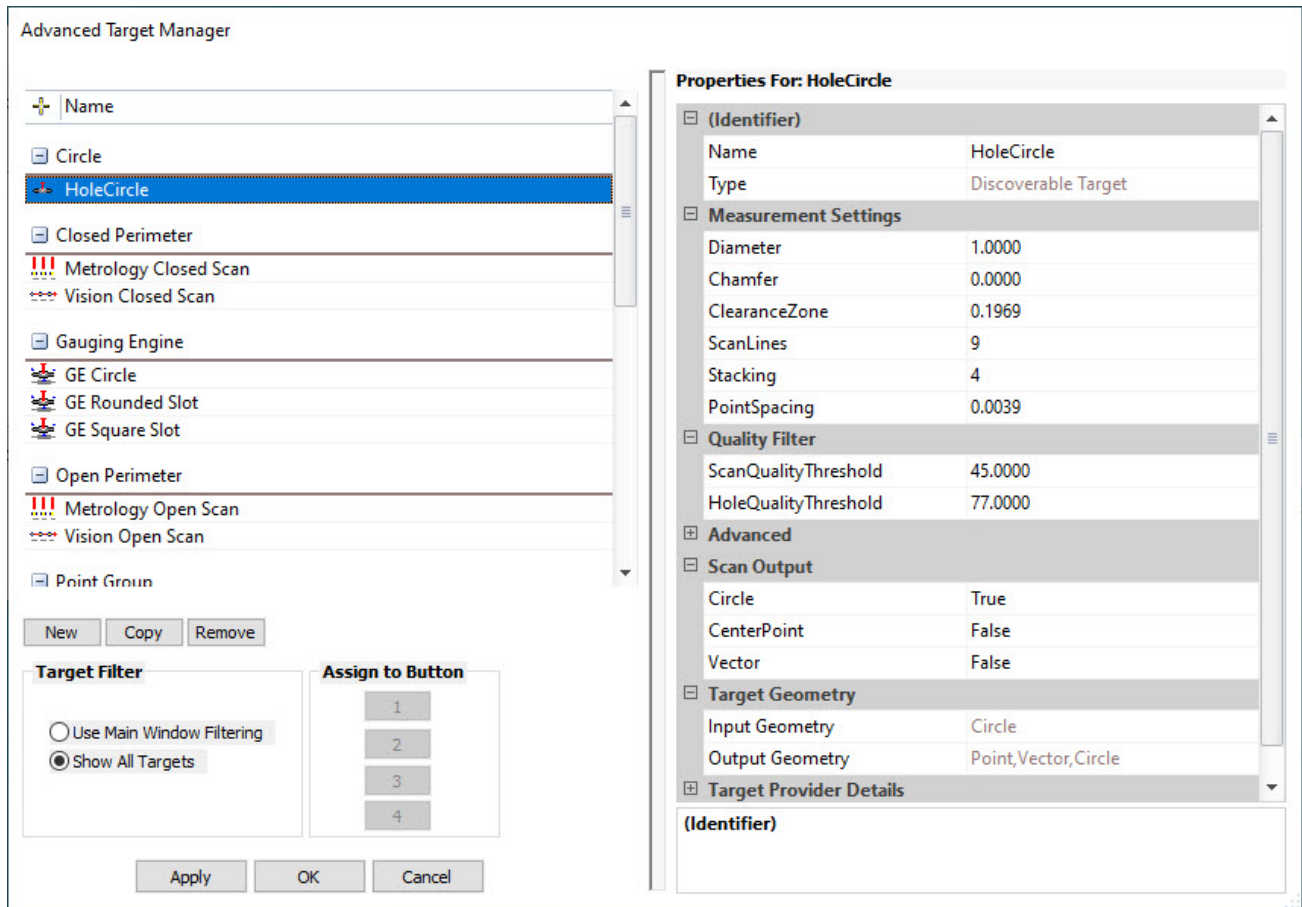 Advanced Target Manager
Name
Circle
HoleCircle
Closed Perimeter
Metrology Closed Scan
Vision Closed Scan
Gauging Engine
GE Circle
GE Rounded Slot
GE Square Slot
Open Perimeter
Metrology Open Scan
Vision Open Scan
Point Group
New Copy Remove
Target Filter
Use Main Window Filtering
Show All Targets
Assign to Button
1
2
3
4
Apply OK Cancel
Properties For: HoleCircle
(Identifier)
Name HoleCircle
Type Discoverable Target
Measurement Settings
Diameter 1.0000
Chamfer 0.0000
ClearanceZone 0.1969
ScanLines 9
Stacking 4
PointSpacing 0.0039
Quality Filter
ScanQualityThreshold 45.0000
HoleQualityThreshold 77.0000
Advanced
Scan Output
Circle True
CenterPoint False
Vector False
Target Geometry
Input Geometry Circle
Output Geometry Point,Vector,Circle
Target Provider Details
(Identifier)